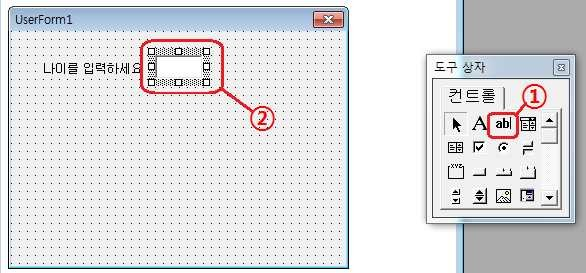 UserForm1
나이를 입력하세요
②
도구 상자
컨트롤
①
A
ab|
xyz